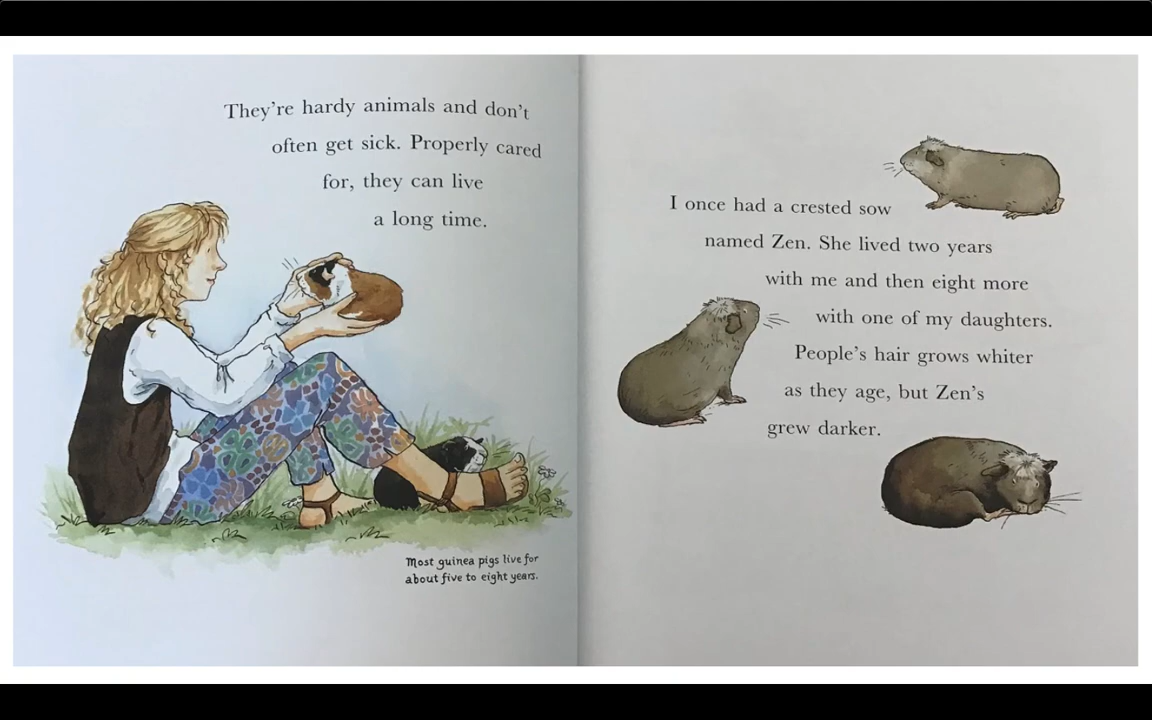 They're hardy animals and don't
often get sick. Properly cared
for, they can live
a long time.
Most guinea pigs live for
about five to eight years.
I once had a crested sow
named Zen. She lived two years
with me and then eight more
with one of my daughters.
People's hair grows whiter
as they age, but Zen's
grew darker.